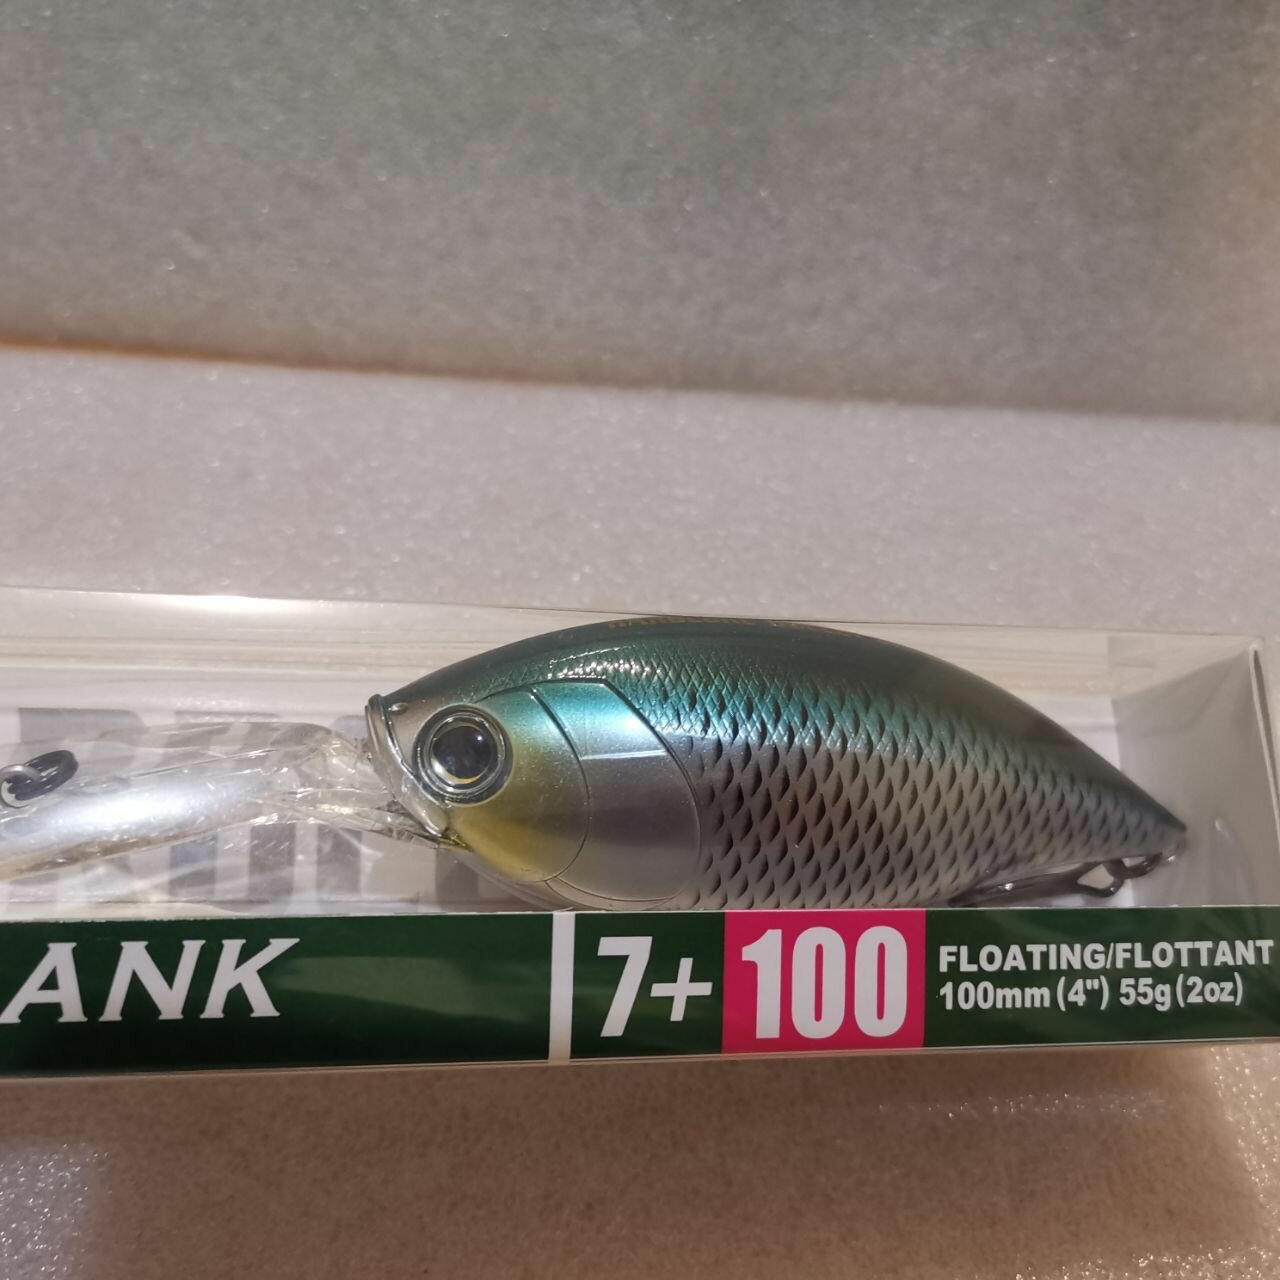 ANK
7+
100
FLOATING/FLOTTANT
100mm (4") 55g (2oz)